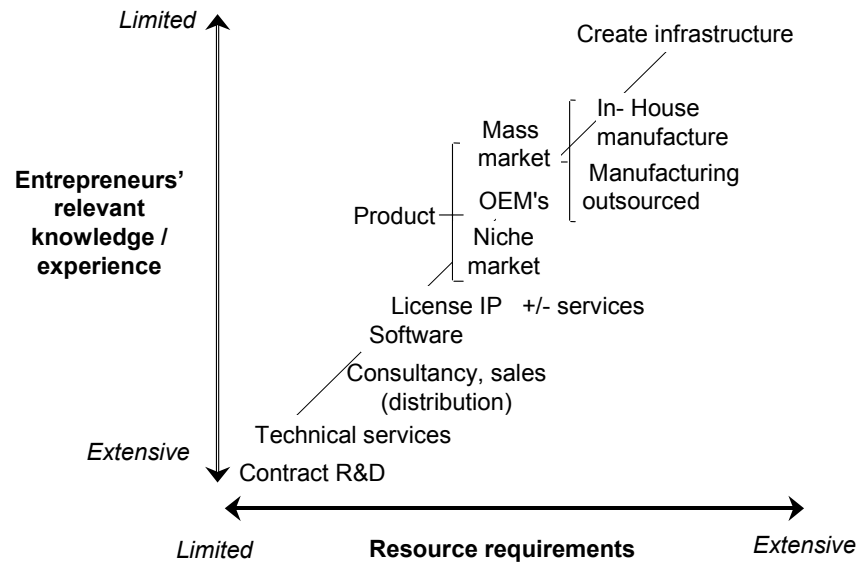 Limited
Create infrastructure
In- House
manufacture
Mass
market
Manufacturing
outsourced
Entrepreneurs’
relevant
knowledge /
experience
Product
OEM's
Niche
market
License IP +/- services
Software
Consultancy, sales
(distribution)
Technical services
Extensive
Contract R&D
Limited
Resource requirements
Extensive